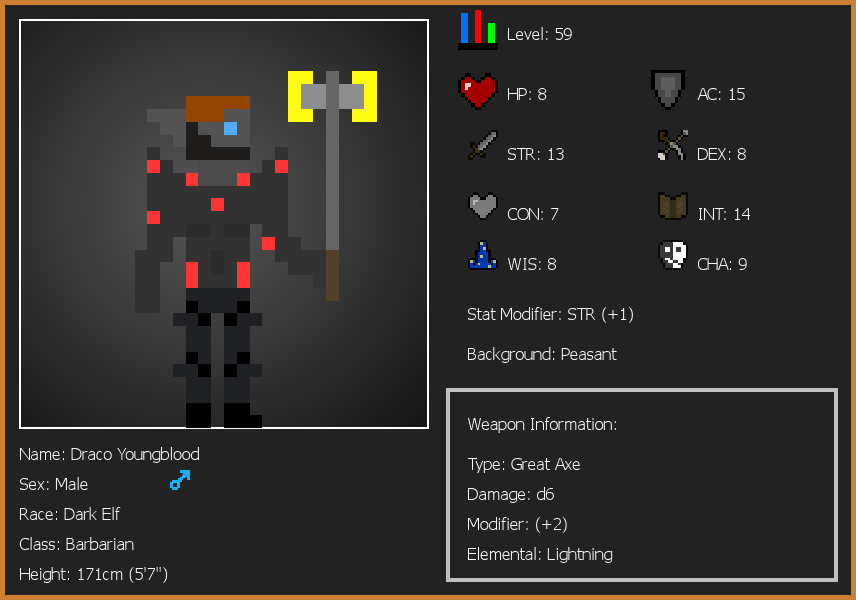 Level: 59
HP: 8
AC: 15
STR: 13
DEX: 8
CON: 7
INT: 14
WIS: 8
CHA: 9
Stat Modifier: STR (+1)
Background: Peasant
Weapon Information:
Type: Great Axe
Damage: d6
Modifier: (+2)
Elemental: Lightning
Name: Draco Youngblood
Sex: Male
Race: Dark Elf
Class: Barbarian
Height: 171cm (5'7")